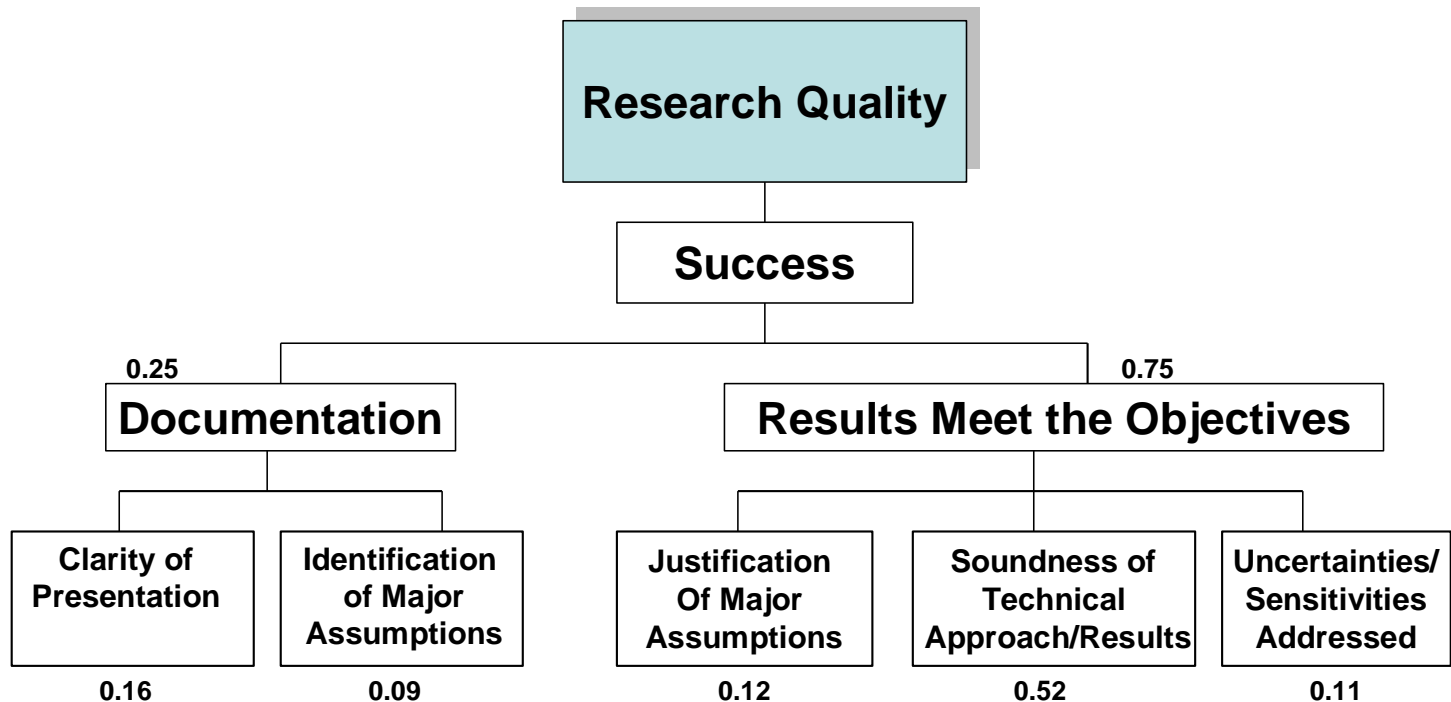 Research Quality
Success
0.25
0.75
Documentation
Results Meet the Objectives
Clarity of
Presentation
Identification
of Major
Assumptions
Justification
Of Major
Assumptions
Soundness of
Technical
Approach/Results
Uncertainties/
Sensitivities
Addressed
0.16
0.09
0.12
0.52
0.11